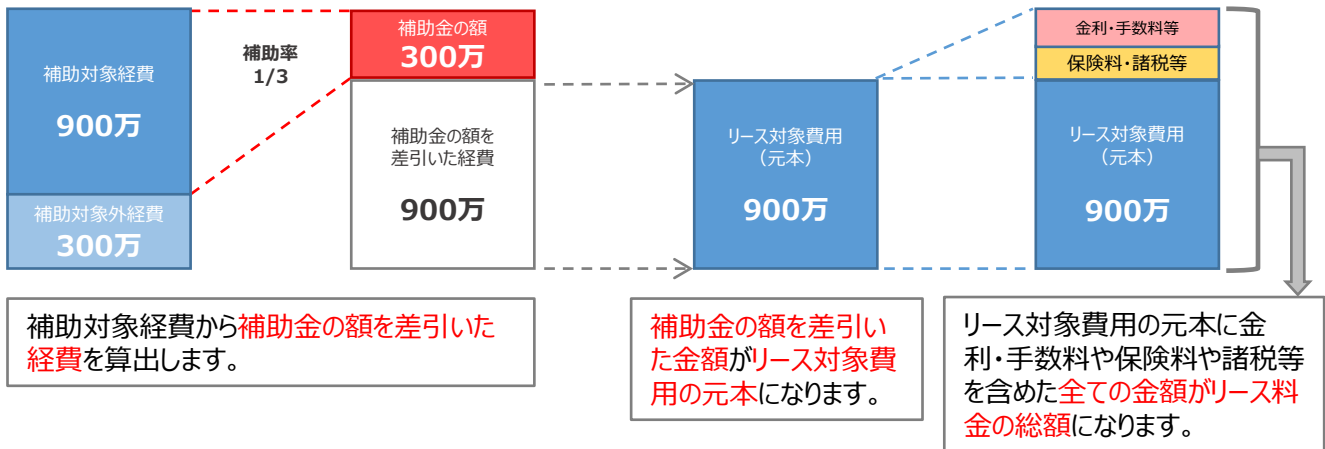 補助対象経費
900万
補助対象外経費
300万
補助率
1/3
補助金の額
300万
補助金の額を
差引いた経費
900万
リース対象費用
(元本)
900万
金利・手数料等
保険料・諸税等
リース対象費用
(元本)
900万
補助対象経費から補助金の額を差引いた
経費を算出します。
補助金の額を差引い
た金額がリース対象費
用の元本になります。
リース対象費用の元本に金
利・手数料や保険料や諸税等
を含めた全ての金額がリース料
金の総額になります。